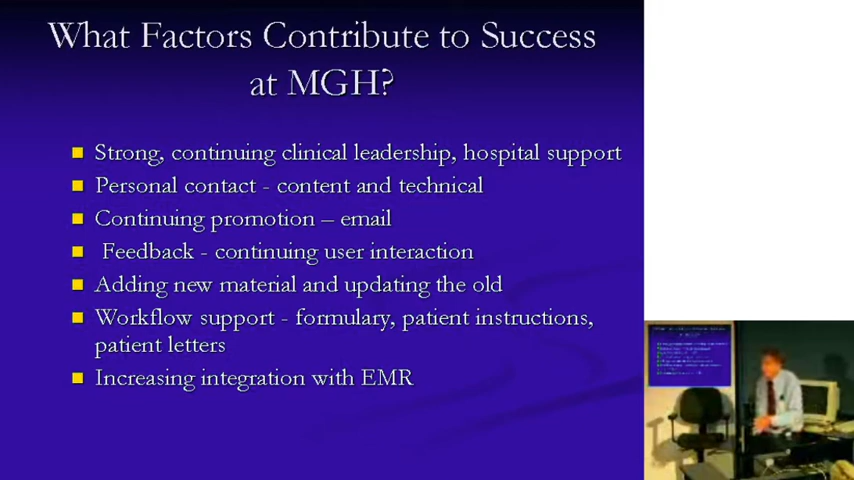 What Factors Contribute to Success
at MGH?
Strong, continuing clinical leadership, hospital support
Personal contact - content and technical
Continuing promotion – email
Feedback - continuing user interaction
Adding new material and updating the old
Workflow support - formulary, patient instructions,
patient letters
Increasing integration with EMR